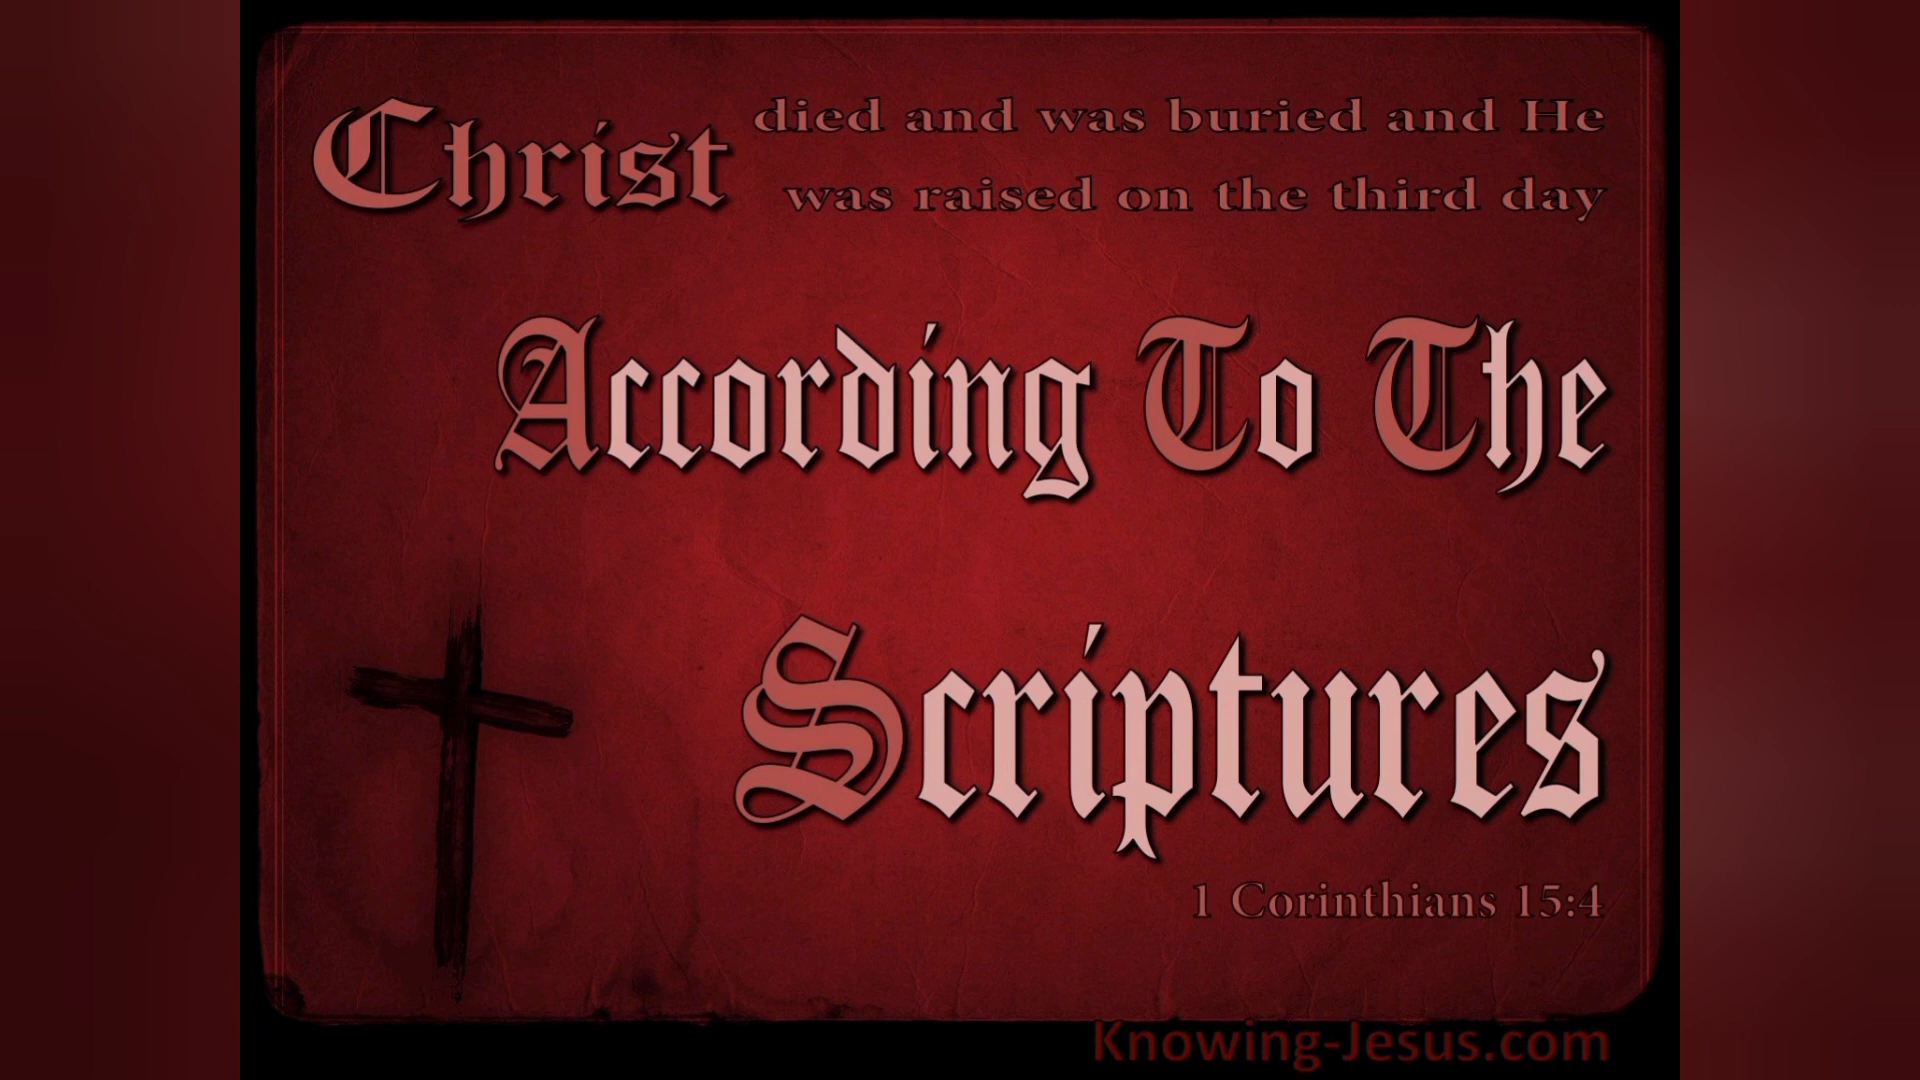 Christ died and was buried and He
was raised on the third day
According To The
Scriptures
1 Corinthians 15:4
Knowing-Jesus.com